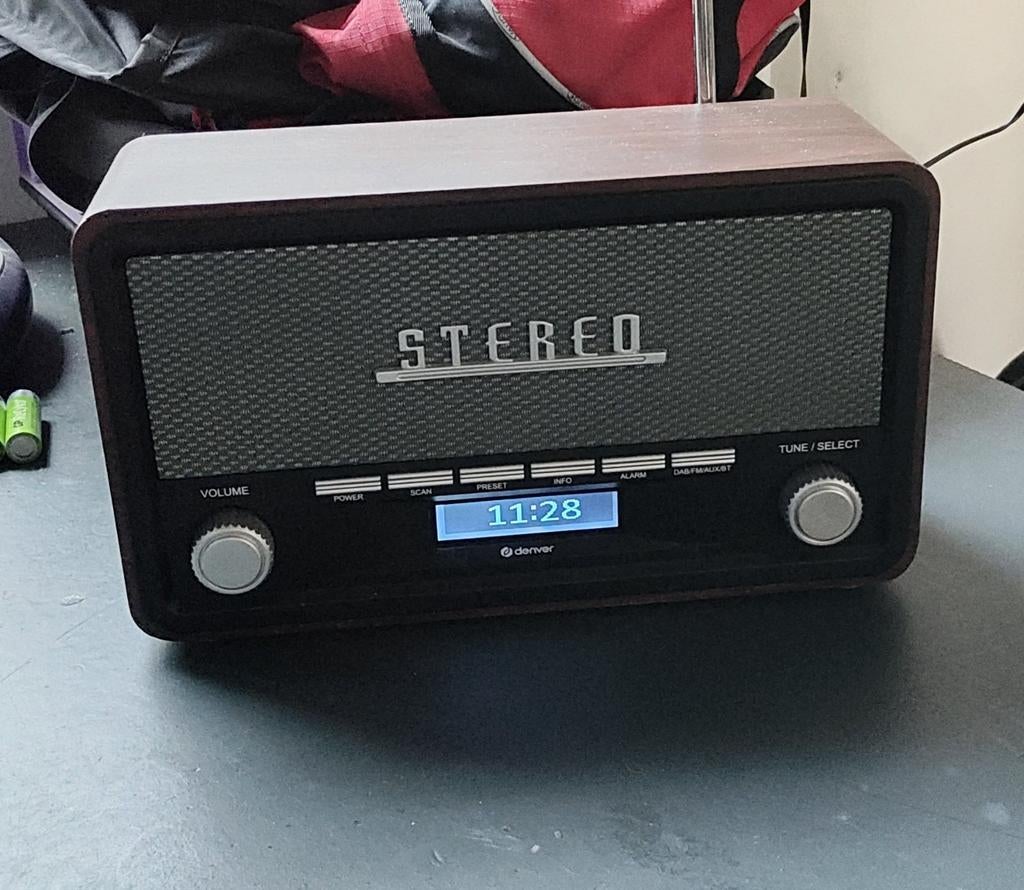 STEREO
TUNE / SELECT
VOLUME
POWER
SCAN
PRESET
INFO
ALARM
DAB/FM/AUX/BT
11:28
denver